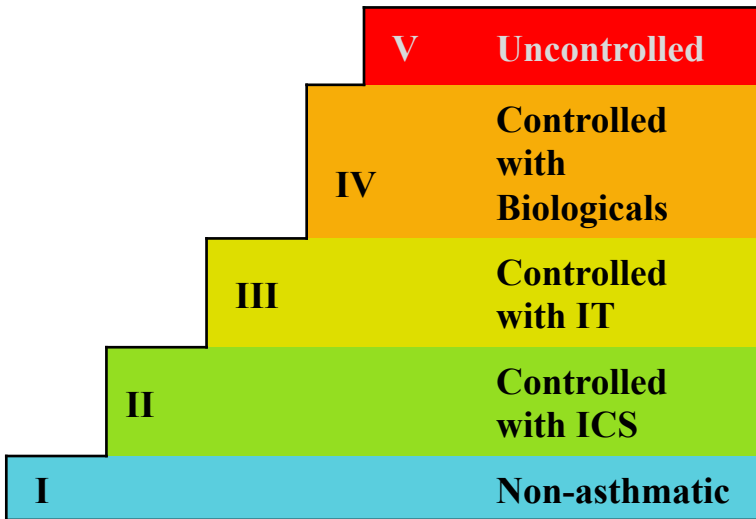 V Uncontrolled
Controlled
with
IV
Biologicals
III
Controlled
with IT
II
Controlled
with ICS
I Non-asthmatic